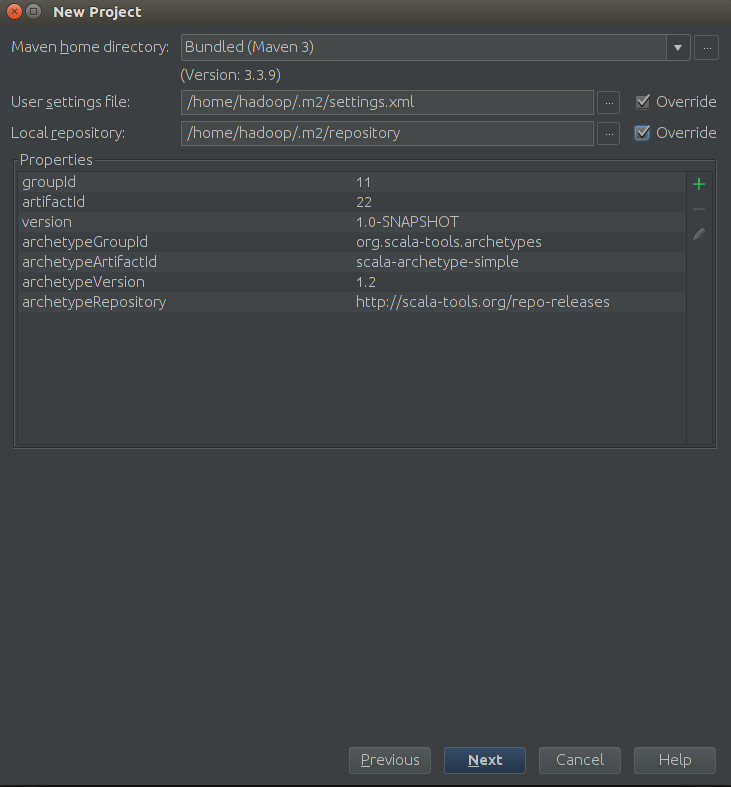 New Project
Maven home directory: Bundled (Maven 3) ...
(Version: 3.3.9)
User settings file: /home/hadoop/.m2/settings.xml ... Override
Local repository: /home/hadoop/.m2/repository ... Override
Properties
groupId 11
artifactId 22
version 1.0-SNAPSHOT
archetypeGroupId org.scala-tools.archetypes
archetypeArtifactId scala-archetype-simple
archetypeVersion 1.2
archetypeRepository http://scala-tools.org/repo-releases
Previous Next Cancel Help